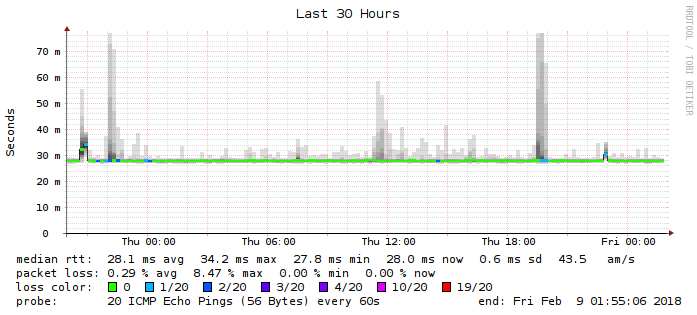 Last 30 Hours
RRDTOOL / TOBI OETIKER
Seconds
70 m
60 m
50 m
40 m
30 m
20 m
10 m
0
Thu 00:00 Thu 06:00 Thu 12:00 Thu 18:00 Fri 00:00
median rtt: 28.1 ms avg 34.2 ms max 27.8 ms min 28.0 ms now 0.6 ms sd 43.5 am/s
packet loss: 0.29 % avg 8.47 % max 0.00 % min 0.00 % now
loss color: 0 1/20 2/20 3/20 4/20 10/20 19/20
probe: 20 ICMP Echo Pings (56 Bytes) every 60s end: Fri Feb 9 01:55:06 2018